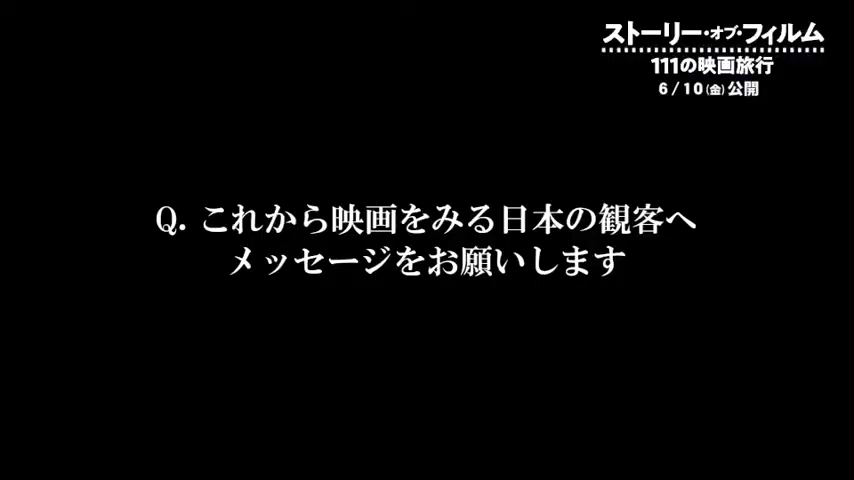 ストーリー・オブ・フィルム
111の映画旅行
6/10(金)公開
Q. これから映画をみる日本の観客へ
メッセージをお願いします